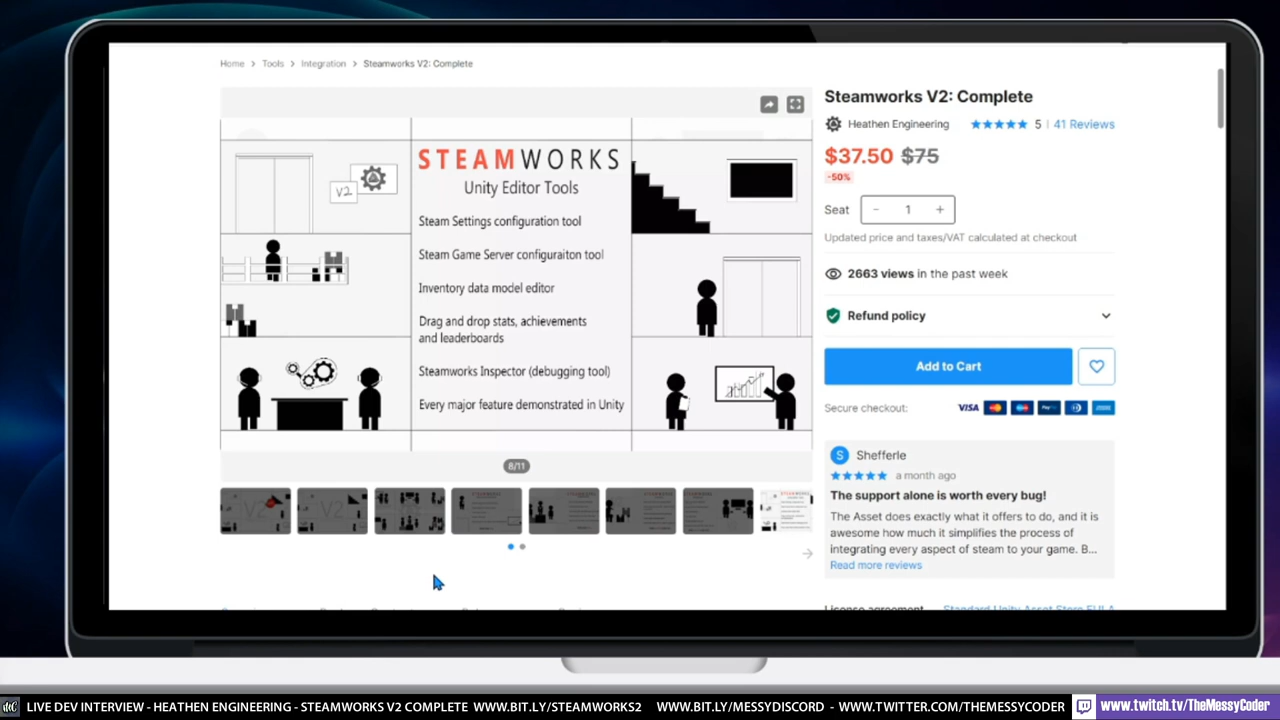 Home > Tools > Integration > Steamworks V2: Complete
V2
STEAMWORKS
Unity Editor Tools
Steam Settings configuration tool
Steam Game Server configuraiton tool
Inventory data model editor
Drag and drop stats, achievements
and leaderboards
Steamworks Inspector (debugging tool)
Every major feature demonstrated in Unity
8/11
Steamworks V2: Complete
Heathen Engineering 5 | 41 Reviews
$37.50 $75
-50%
Seat - 1 +
Updated price and taxes/VAT calculated at checkout
2663 views in the past week
Refund policy
Add to Cart
Secure checkout: VISA
S Shefferle
a month ago
The support alone is worth every bug!
The Asset does exactly what it offers to do, and it is
awesome how much it simplifies the process of
integrating every aspect of steam to your game. B...
Read more reviews
License agreement Standard Unity Asset Store EULA
LIVE DEV INTERVIEW - HEATHEN ENGINEERING - STEAMWORKS V2 COMPLETE WWW.BIT.LY/STEAMWORKS2 WWW.BIT.LY/MESSYDISCORD - WWW.TWITTER.COM/THEMESSYCODER www.twitch.tv/TheMessyCoder